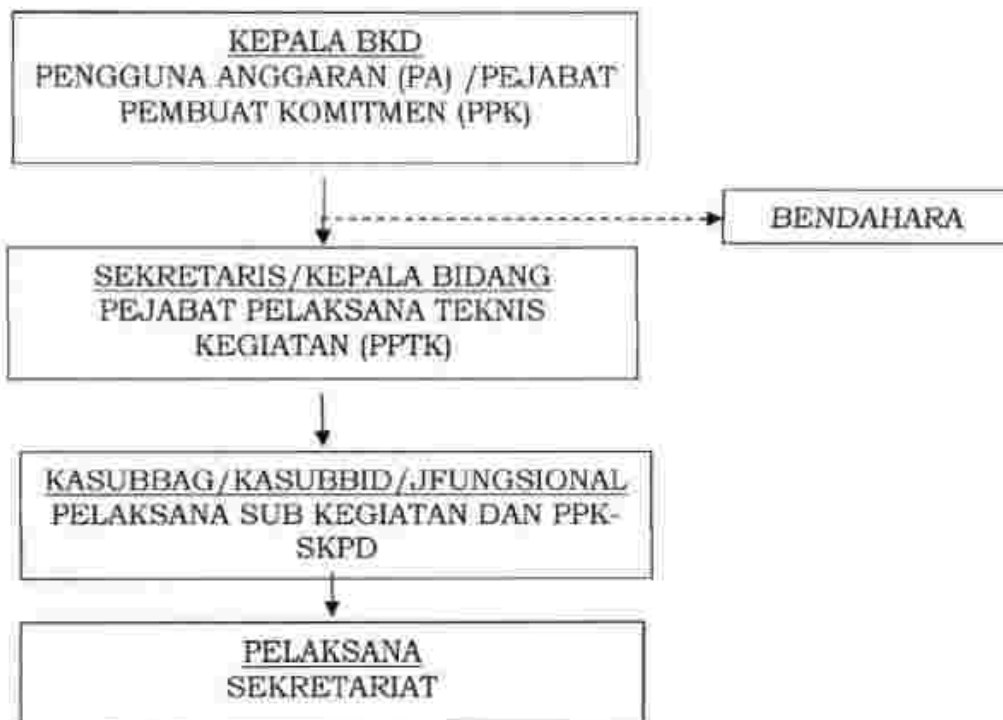 KEPALA BKD
PENGGUNA ANGGARAN (PA) /PEJABAT
PEMBUAT KOMITMEN (PPK)
BENDAHARA
SEKRETARIS/KEPALA BIDANG
PEJABAT PELAKSANA TEKNIS
KEGIATAN (PPTK)
KASUBBAG/KASUBBID/JFUNGSIONAL
PELAKSANA SUB KEGIATAN DAN PPK-
SKPD
PELAKSANA
SEKRETARIAT